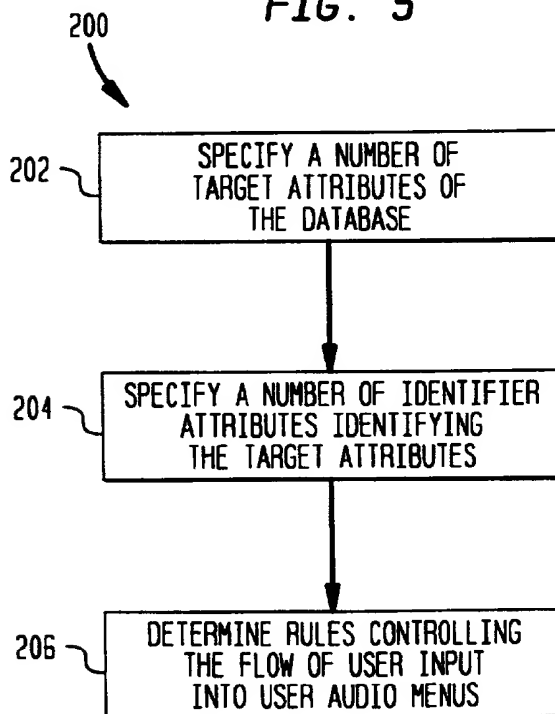 FIG. 5
200
202
SPECIFY A NUMBER OF
TARGET ATTRIBUTES OF
THE DATABASE
204
SPECIFY A NUMBER OF IDENTIFIER
ATTRIBUTES IDENTIFYING
THE TARGET ATTRIBUTES
206
DETERMINE RULES CONTROLLING
THE FLOW OF USER INPUT
INTO USER AUDIO MENUS